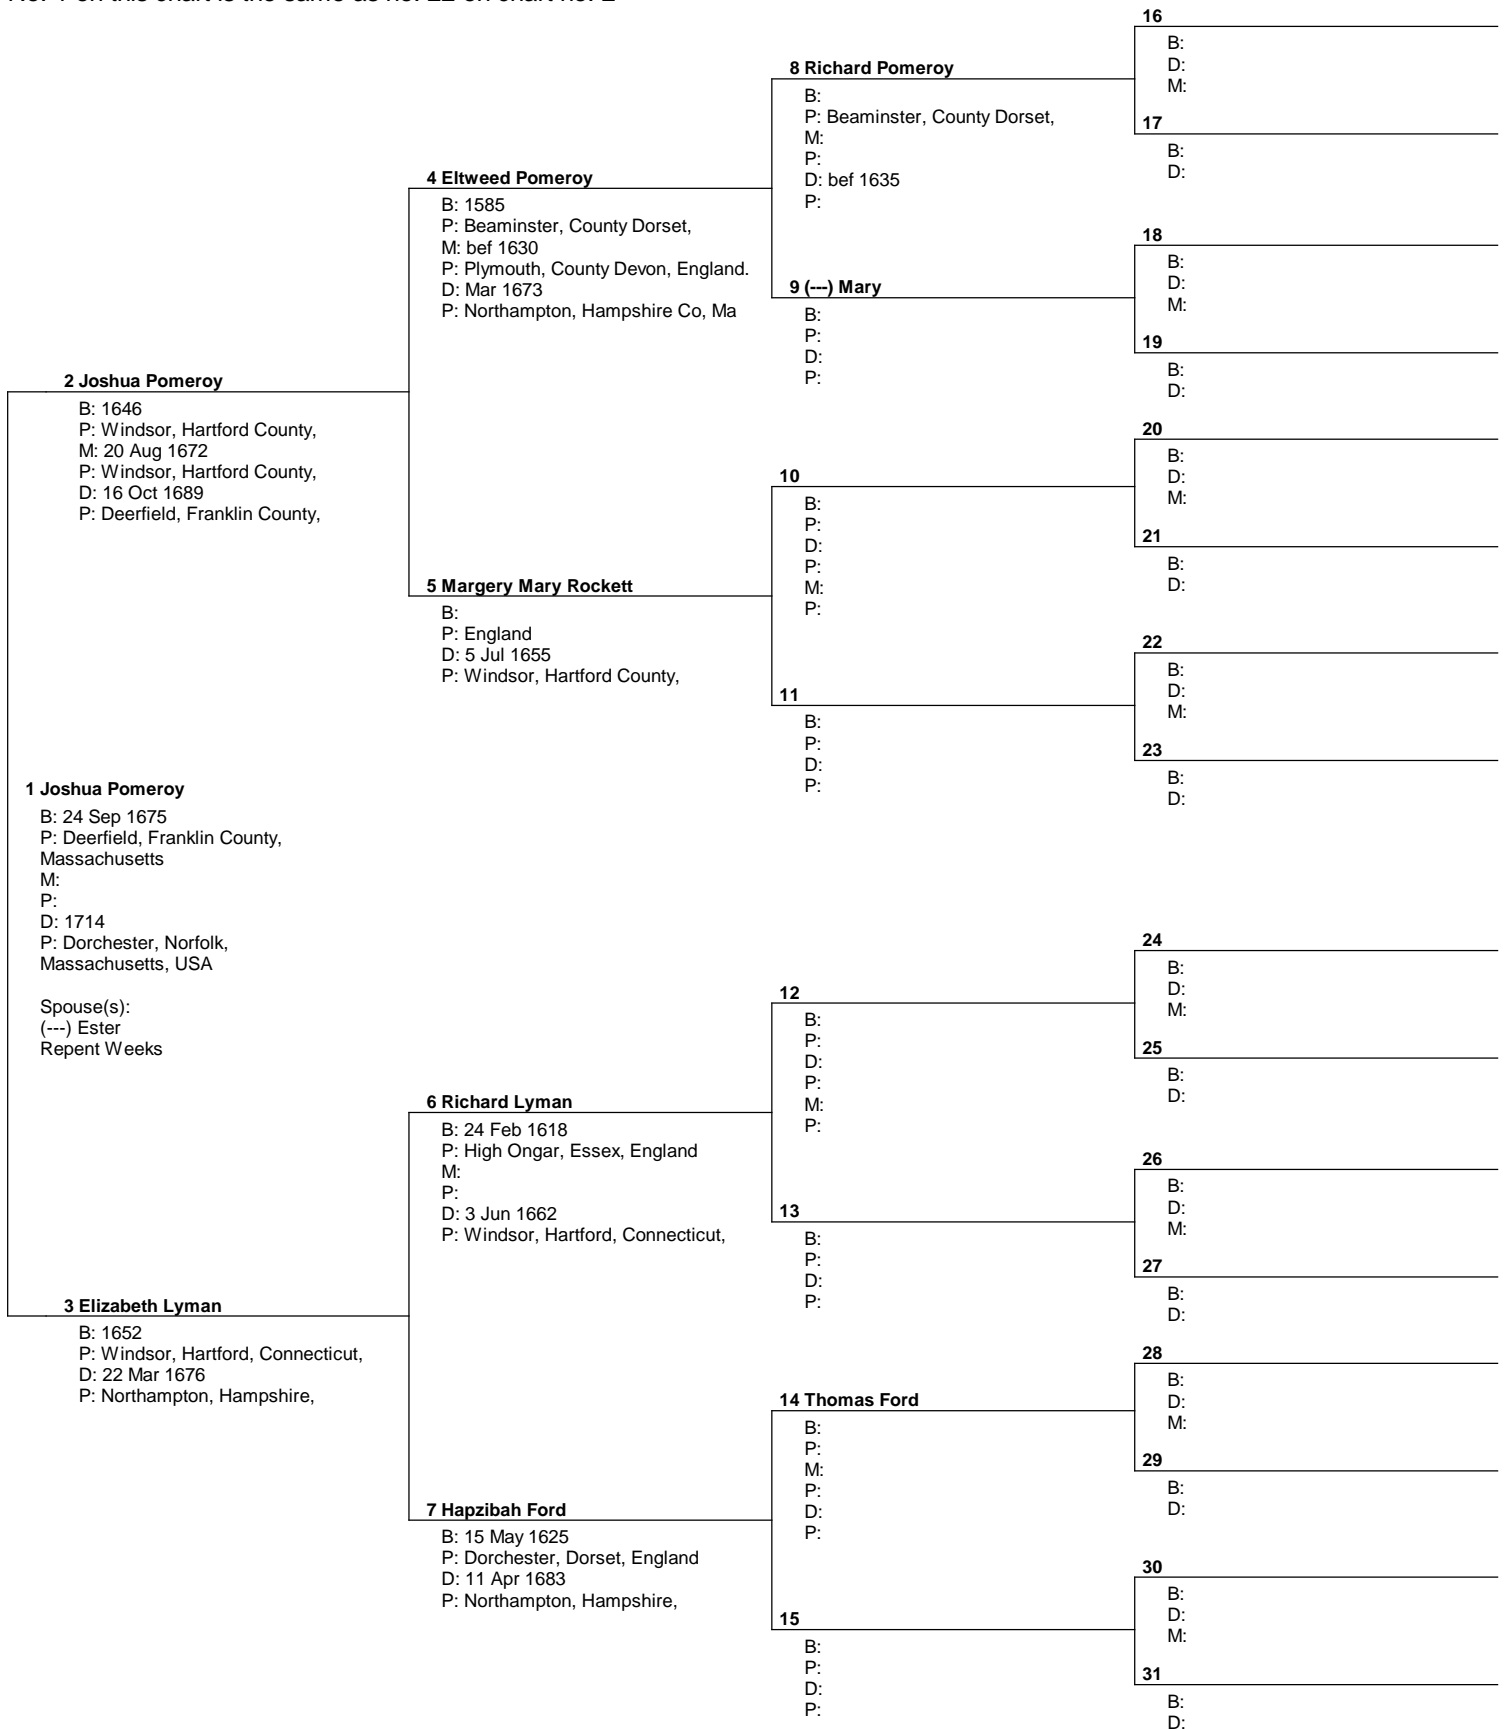 No. 1 on this chart is the same as no. 22 on chart no. 2
1 Joshua Pomeroy
B: 24 Sep 1675
P: Deerfield, Franklin County,
Massachusetts
M:
P:
D: 1714
P: Dorchester, Norfolk,
Massachusetts, USA
Spouse(s):
(---) Ester
Repent Weeks
2 Joshua Pomeroy
B: 1646
P: Windsor, Hartford County,
M: 20 Aug 1672
P: Windsor, Hartford County,
D: 16 Oct 1689
P: Deerfield, Franklin County,
3 Elizabeth Lyman
B: 1652
P: Windsor, Hartford, Connecticut,
D: 22 Mar 1676
P: Northampton, Hampshire,
4 Eltweed Pomeroy
B: 1585
P: Beaminster, County Dorset,
M: bef 1630
P: Plymouth, County Devon, England.
D: Mar 1673
P: Northampton, Hampshire Co, Ma
5 Margery Mary Rockett
B:
P: England
D: 5 Jul 1655
P: Windsor, Hartford County,
6 Richard Lyman
B: 24 Feb 1618
P: High Ongar, Essex, England
M:
P:
D: 3 Jun 1662
P: Windsor, Hartford, Connecticut,
7 Hapzibah Ford
B: 15 May 1625
P: Dorchester, Dorset, England
D: 11 Apr 1683
P: Northampton, Hampshire,
8 Richard Pomeroy
B:
P: Beaminster, County Dorset,
M:
P:
D: bef 1635
P:
9 (---) Mary
B:
P:
D:
P:
10
B:
P:
D:
P:
M:
P:
11
B:
P:
D:
P:
12
B:
P:
D:
P:
M:
P:
13
B:
P:
D:
P:
14 Thomas Ford
B:
P:
M:
P:
D:
P:
15
B:
P:
D:
P:
16
B:
D:
M:
17
B:
D:
18
B:
D:
M:
19
B:
D:
20
B:
D:
M:
21
B:
D:
22
B:
D:
M:
23
B:
D:
24
B:
D:
M:
25
B:
D:
26
B:
D:
M:
27
B:
D:
28
B:
D:
M:
29
B:
D:
30
B:
D:
M:
31
B:
D: